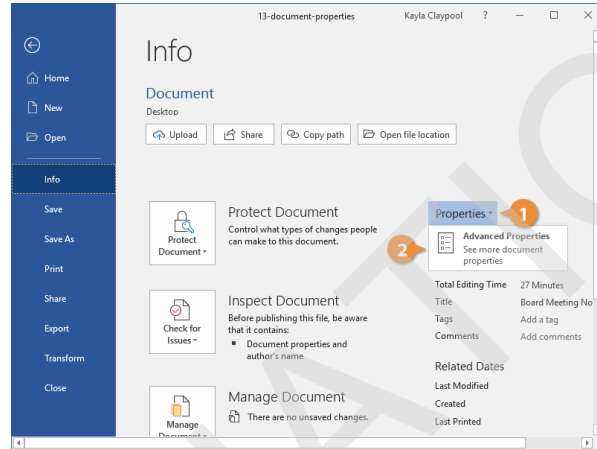 13-document-properties
Kayla Claypool
?
Info
Home
New
Open
Info
Save
Save As
Print
Share
Export
Transform
Close
Document
Desktop
Upload
Share
Copy path
Open file location
Protect Document
Protect Document
Control what types of changes people
can make to this document.
Check for
Issues
Inspect Document
Before publishing this file, be aware
that it contains:
Document properties and
author's name
Manage
Document
Manage Document
There are no unsaved changes.
Properties
1
2
Advanced Properties
See more document
properties
Total Editing Time 27 Minutes
Title Board Meeting No
Tags Add a tag
Comments Add comments
Related Dates
Last Modified
Created
Last Printed